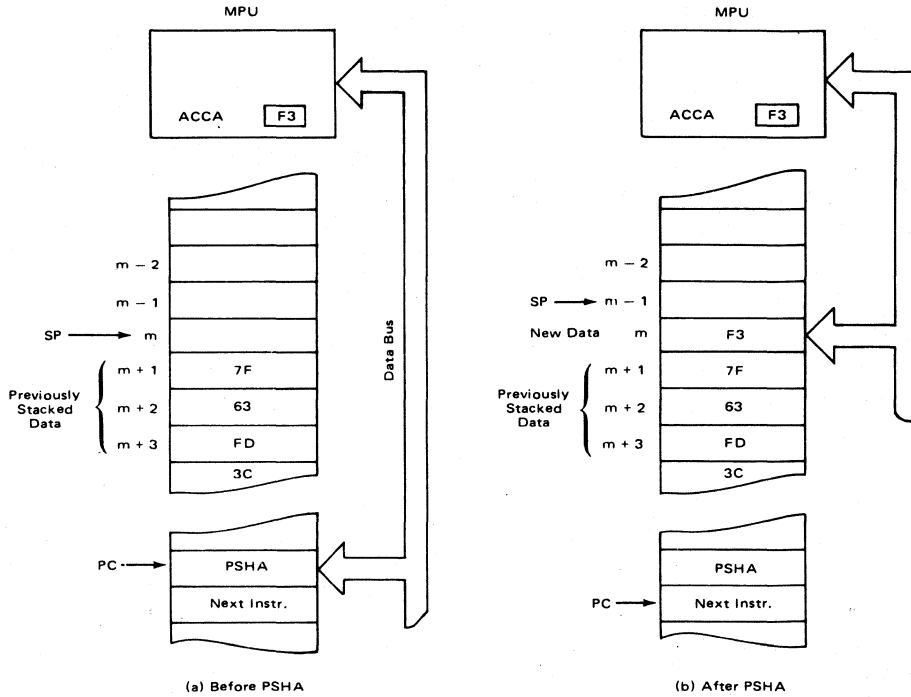 MPU
ACCA F3
m – 2
m – 1
SP m
Previously
Stacked
Data
m + 1 7F
m + 2 63
m + 3 FD
3C
Data Bus
PC PSHA
Next Instr.
(a) Before PSHA
MPU
ACCA F3
m – 2
SP m – 1
New Data m F3
Previously
Stacked
Data
m + 1 7F
m + 2 63
m + 3 FD
3C
PSHA
PC Next Instr.
(b) After PSHA